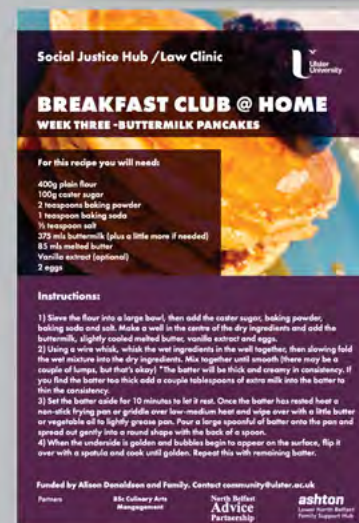 Social Justice Hub /Law Clinic
Ulster
University
BREAKFAST CLUB @ HOME
WEEK THREE -BUTTERMILK PANCAKES
For this recipe you will need:
400g plain flour
100g caster sugar
2 teaspoons baking powder
1 teaspoon baking soda
½ teaspoon salt
375 mls buttermilk (plus a little more if needed)
85 mls melted butter
Vanilla extract (optional)
2 eggs
Instructions:
1) Sieve the flour into a large bowl, then add the caster sugar, baking powder,
baking soda and salt. Make a well in the centre of the dry ingredients and add the
buttermilk, slightly cooled melted butter, vanilla extract and eggs.
2) Using a wire whisk, whisk the wet ingredients in the well together, then slowing fold
the wet mixture into the dry ingredients. Mix together until smooth (there may be a
couple of lumps, but that's okay) *The batter will be thick and creamy in consistency. If
you find the batter too thick add a couple tablespoons of extra milk into the batter to
thin the consistency.
3) Set the batter aside for 10 minutes to let it rest. Once the batter has rested heat a
non-stick frying pan or griddle over low-medium heat and wipe over with a little butter
or vegetable oil to lightly grease pan. Pour a large spoonful of batter onto the pan and
spread out gently into a round shape with the back of a spoon.
4) When the underside is golden and bubbles begin to appear on the surface, flip it
over with a spatula and cook until golden. Repeat this with remaining batter.
Funded by Alison Donaldson and Family. Contact community@ulster.ac.uk
Partners
BSc Culinary Arts
Mangagement
North Belfast
Advice
Partnership
ashton
Lower North Belfast
Family Support Hub